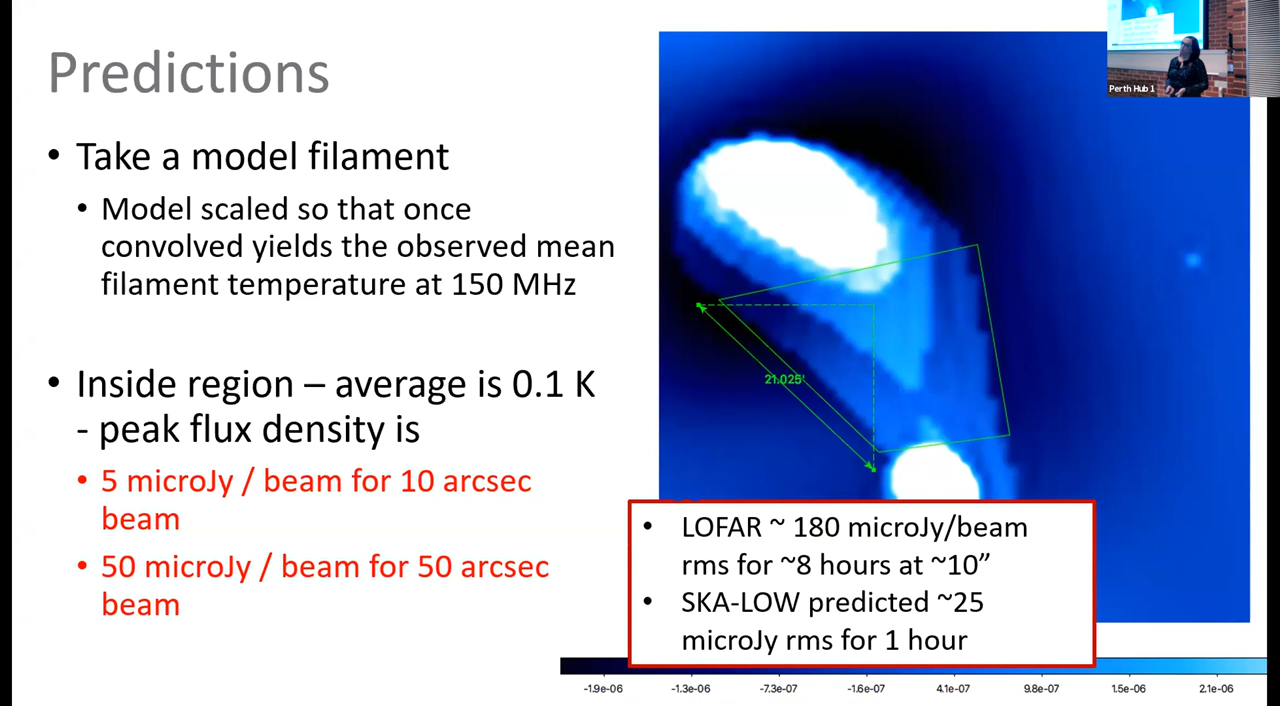 Predictions
• Take a model filament
• Model scaled so that once
convolved yields the observed mean
filament temperature at 150 MHz
• Inside region – average is 0.1 K
- peak flux density is
• 5 microJy / beam for 10 arcsec
beam
• 50 microJy / beam for 50 arcsec
beam
Perth Hub 1
21.025'
• LOFAR ~ 180 microJy/beam
rms for ~8 hours at ~10”
• SKA-LOW predicted ~25
microJy rms for 1 hour
-1.9e-06 -1.3e-06 -7.3e-07 -1.6e-07 4.1e-07 9.8e-07 1.5e-06 2.1e-06